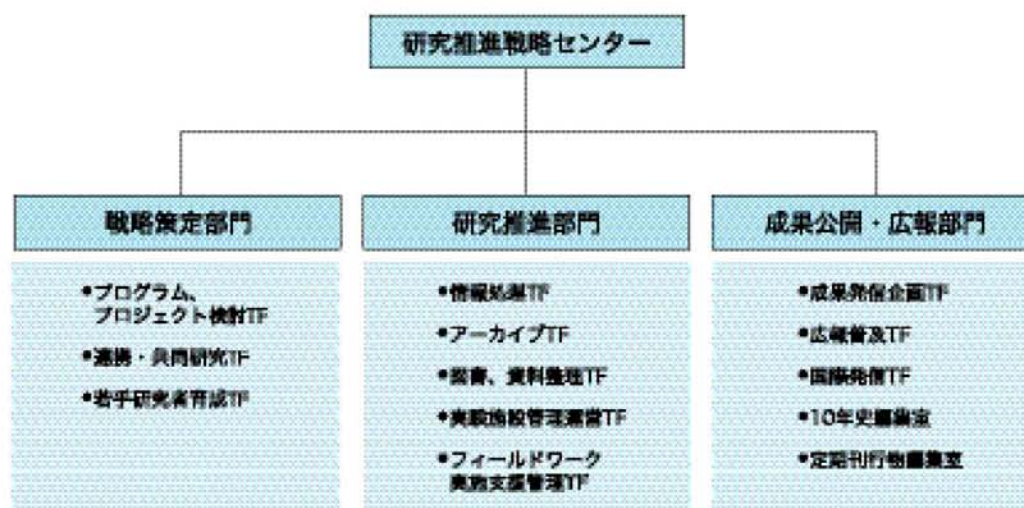 研究推進戦略センター
戦略策定部門
・プログラム、
プロジェクト検討TF
・連携・共同研究TF
・若手研究者育成TF
研究推進部門
・情報処理TF
・アーカイブTF
・図書、資料整理TF
・実験施設管理運営TF
・フィールドワーク
実施支援管理TF
成果公開・広報部門
・成果発信企画TF
・広報普及TF
・国際発信TF
・10年史編集室
・定期刊行物編集室